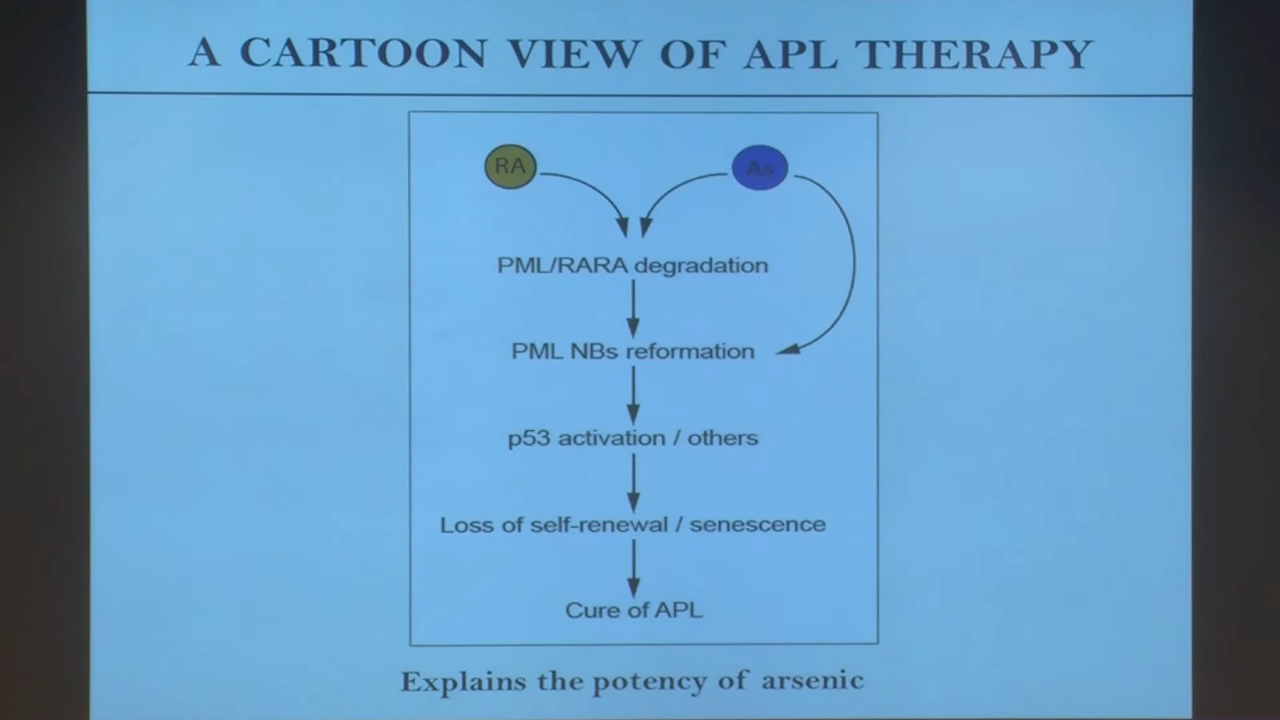 A CARTOON VIEW OF APL THERAPY
RA
As
PML/RARA degradation
PML NBs reformation
p53 activation / others
Loss of self-renewal / senescence
Cure of APL
Explains the potency of arsenic